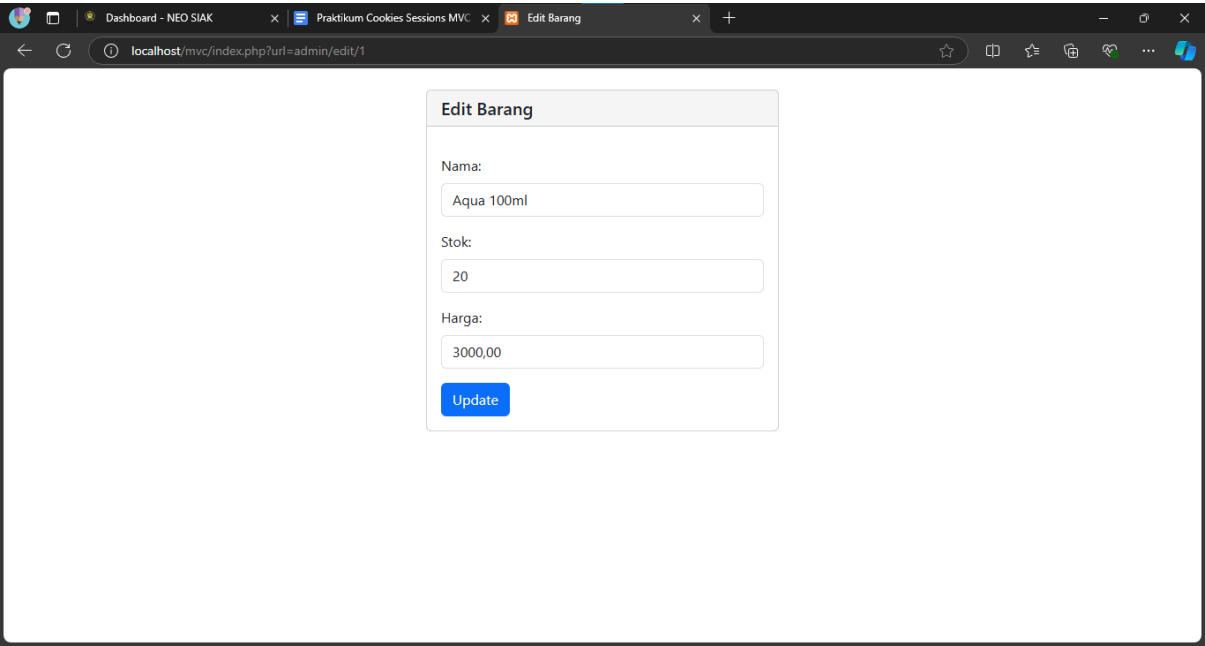 Dashboard - NEO SIAK
Praktikum Cookies Sessions MVC
Edit Barang
localhost/mvc/index.php?url=admin/edit/1
Edit Barang
Nama:
Aqua 100ml
Stok:
20
Harga:
3000,00
Update